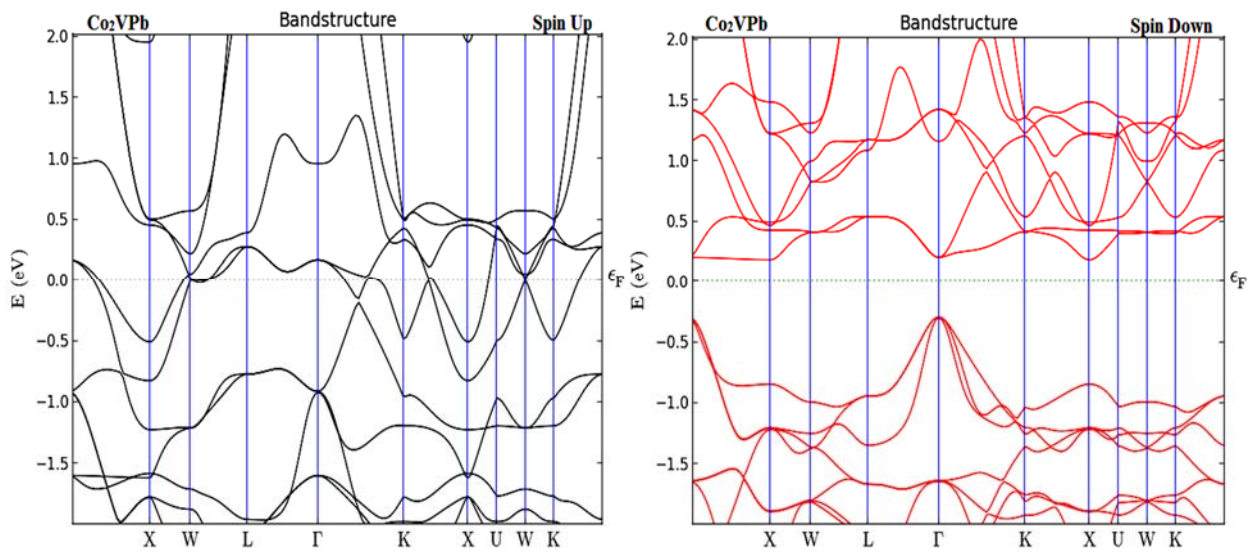 Co₂VPb Bandstructure Spin Up
2.0
1.5
1.0
0.5
0.0
−0.5
−1.0
−1.5
E (eV)
ϵF
X W L Γ K X U W K
Co₂VPb Bandstructure Spin Down
2.0
1.5
1.0
0.5
0.0
−0.5
−1.0
−1.5
E (eV)
ϵF
X W L Γ K X U W K